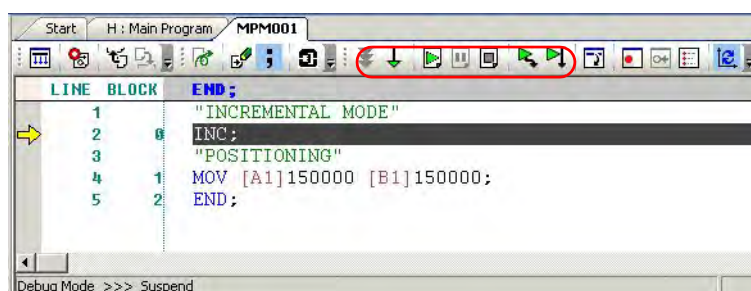 Start H : Main Program MPM001
LINE BLOCK END;
1 "INCREMENTAL MODE"
2 0 INC;
3 "POSITIONING"
4 1 MOV [A1]150000 [B1]150000;
5 2 END;
Debug Mode >>> Suspend